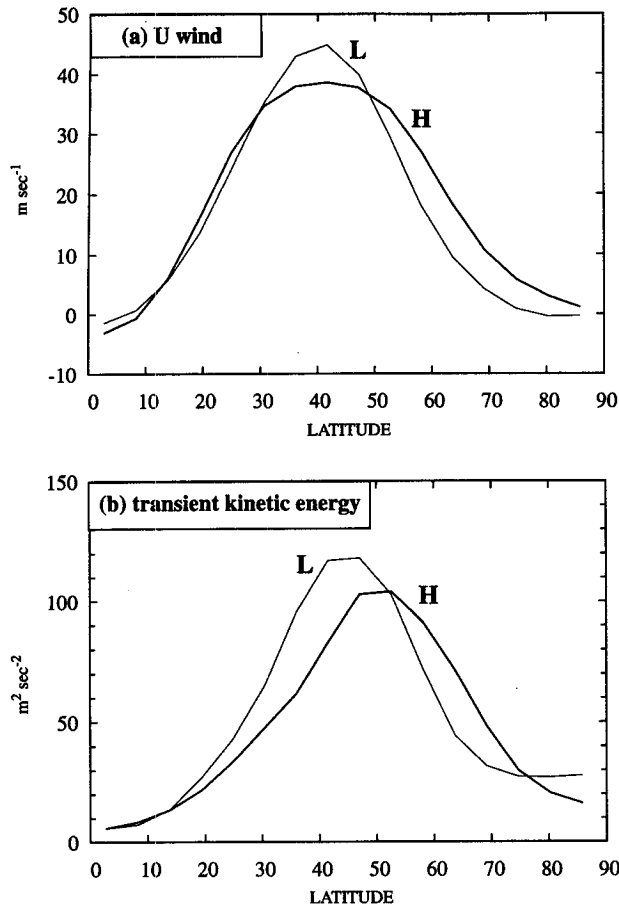 (a) U wind
50
40
30
20
10
0
-10
m sec-1
L
H
0 10 20 30 40 50 60 70 80 90
LATITUDE
(b) transient kinetic energy
150
100
50
0
m2 sec-2
L
H
0 10 20 30 40 50 60 70 80 90
LATITUDE